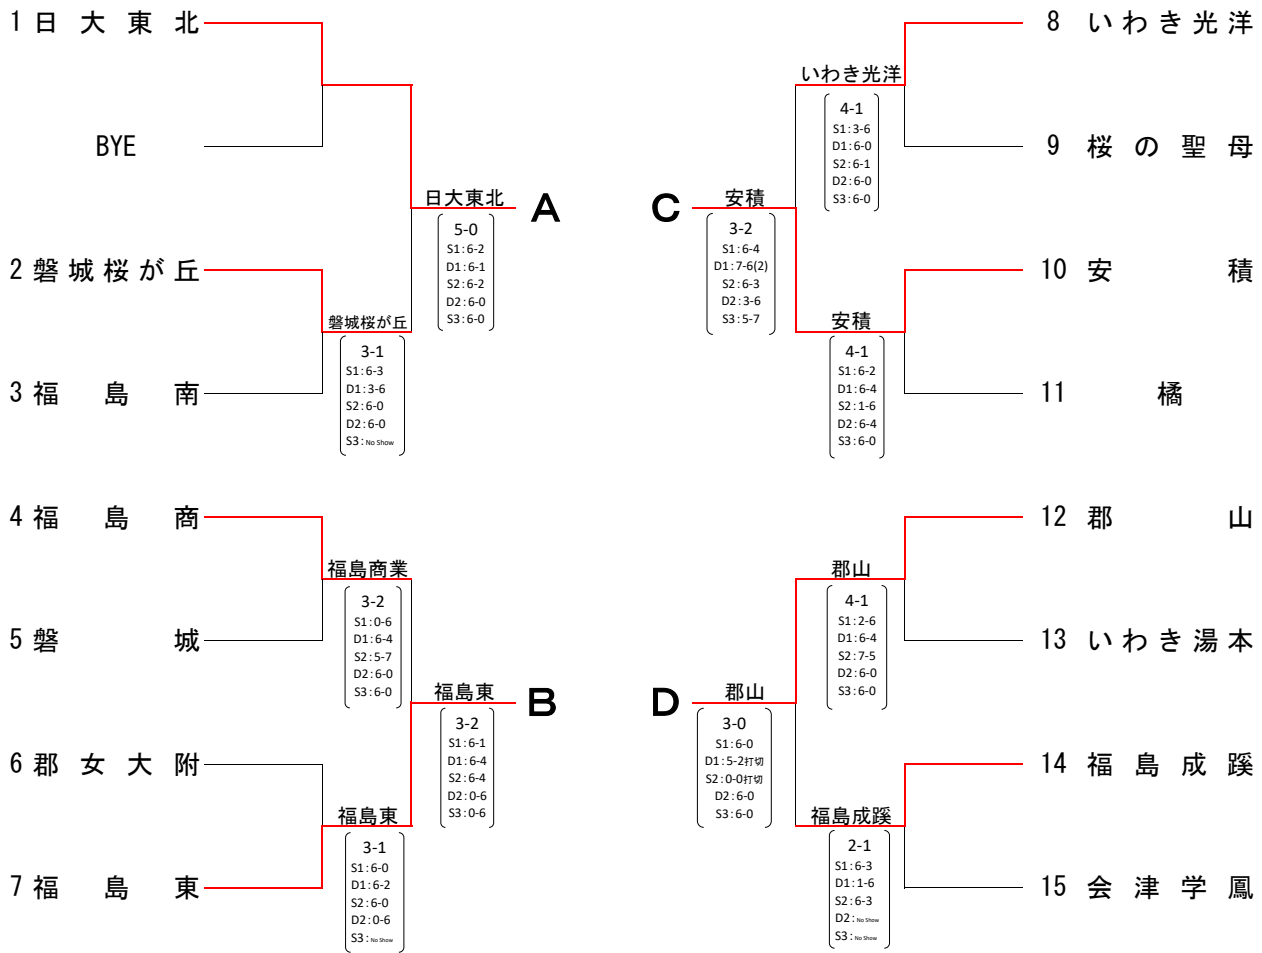 1 日大東北
BYE
日大東北 A
5-0
S1:6-2
D1:6-1
S2:6-2
D2:6-0
S3:6-0
2 磐城桜が丘
磐城桜が丘
3-1
S1:6-3
D1:3-6
S2:6-0
D2:6-0
S3:No Show
3 福島南
4 福島商
福島商業
3-2
S1:0-6
D1:6-4
S2:5-7
D2:6-0
S3:6-0
5 磐城
福島東 B
3-2
S1:6-1
D1:6-4
S2:6-4
D2:0-6
S3:0-6
6 郡女大附
福島東
3-1
S1:6-0
D1:6-2
S2:6-0
D2:0-6
S3:No Show
7 福島東
8 いわき光洋
いわき光洋
4-1
S1:3-6
D1:6-0
S2:6-1
D2:6-0
S3:6-0
9 桜の聖母
C 安積
3-2
S1:6-4
D1:7-6(2)
S2:6-3
D2:3-6
S3:5-7
10 安積
安積
4-1
S1:6-2
D1:6-4
S2:1-6
D2:6-4
S3:6-0
11 橘
12 郡山
郡山
4-1
S1:2-6
D1:6-4
S2:7-5
D2:6-0
S3:6-0
13 いわき湯本
D 郡山
3-0
S1:6-0
D1:5-2打切
S2:0-0打切
D2:6-0
S3:6-0
14 福島成蹊
福島成蹊
2-1
S1:6-3
D1:1-6
S2:6-3
D2:No Show
S3:No Show
15 会津学鳳